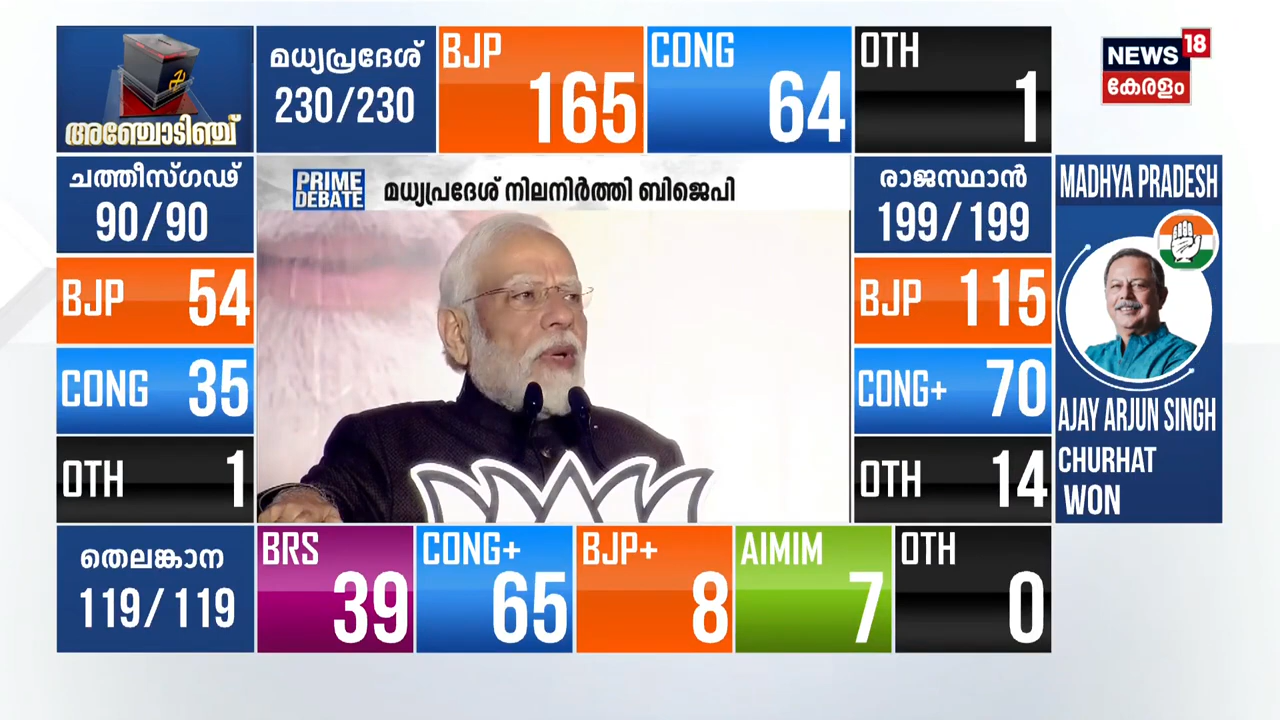 അഞ്ചോടിഞ്ച്
മധ്യപ്രദേശ്
230/230
BJP
165
CONG
64
OTH
1
NEWS 18
കേരളം
ചത്തീസ്ഗഢ്
90/90
BJP 54
CONG 35
OTH 1
PRIME
DEBATE
മധ്യപ്രദേശ് നിലനിർത്തി ബിജെപി
രാജസ്ഥാൻ
199/199
BJP 115
CONG+ 70
OTH 14
MADHYA PRADESH
AJAY ARJUN SINGH
CHURHAT
WON
തെലങ്കാന
119/119
BRS
39
CONG+
65
BJP+
8
AIMIM
7
OTH
0